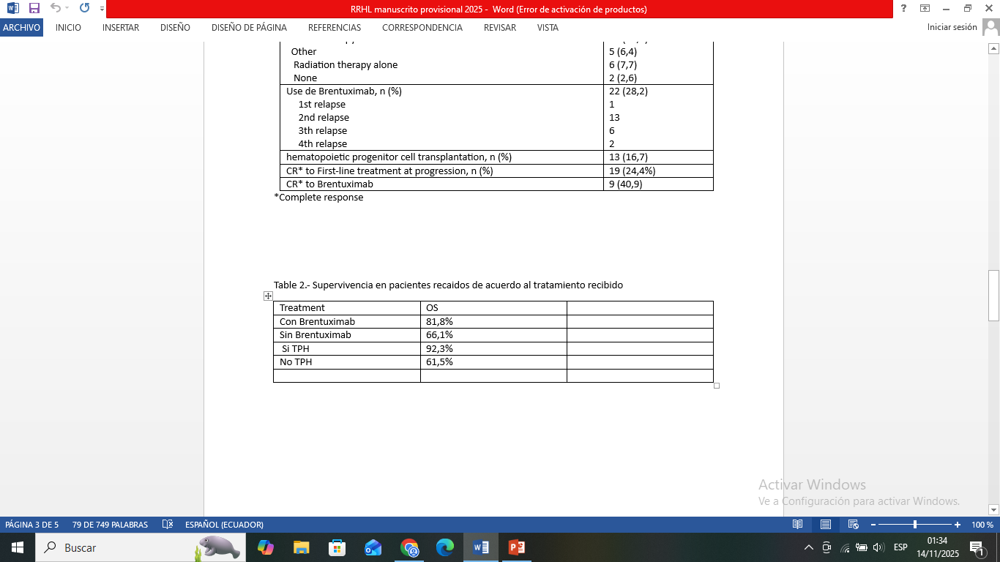 RRHL manuscrito provisional 2025 - Word (Error de activación de productos)
ARCHIVO INICIO INSERTAR DISEÑO DISEÑO DE PÁGINA REFERENCIAS CORRESPONDENCIA REVISAR VISTA Iniciar sesión
Other 5 (6,4)
Radiation therapy alone 6 (7,7)
None 2 (2,6)
Use de Brentuximab, n (%) 22 (28,2)
1st relapse 1
2nd relapse 13
3th relapse 6
4th relapse 2
hematopoietic progenitor cell transplantation, n (%) 13 (16,7)
CR* to First-line treatment at progression, n (%) 19 (24,4%)
CR* to Brentuximab 9 (40,9)
*Complete response
Table 2.- Supervivencia en pacientes recaidos de acuerdo al tratamiento recibido
Treatment OS
Con Brentuximab 81,8%
Sin Brentuximab 66,1%
Si TPH 92,3%
No TPH 61,5%
Activar Windows
Ve a Configuración para activar Windows.
PÁGINA 3 DE 5 79 DE 749 PALABRAS ESPAÑOL (ECUADOR) 100 %
Buscar ESP 01:34
14/11/2025 1